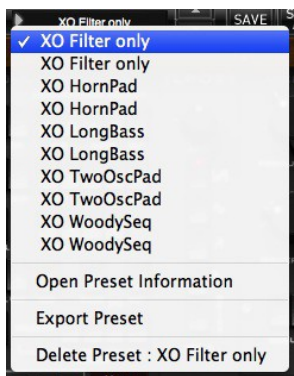 XO Filter only SAVE
✓ XO Filter only
XO Filter only
XO HornPad
XO HornPad
XO LongBass
XO LongBass
XO TwoOscPad
XO TwoOscPad
XO WoodySeq
XO WoodySeq
Open Preset Information
Export Preset
Delete Preset : XO Filter only